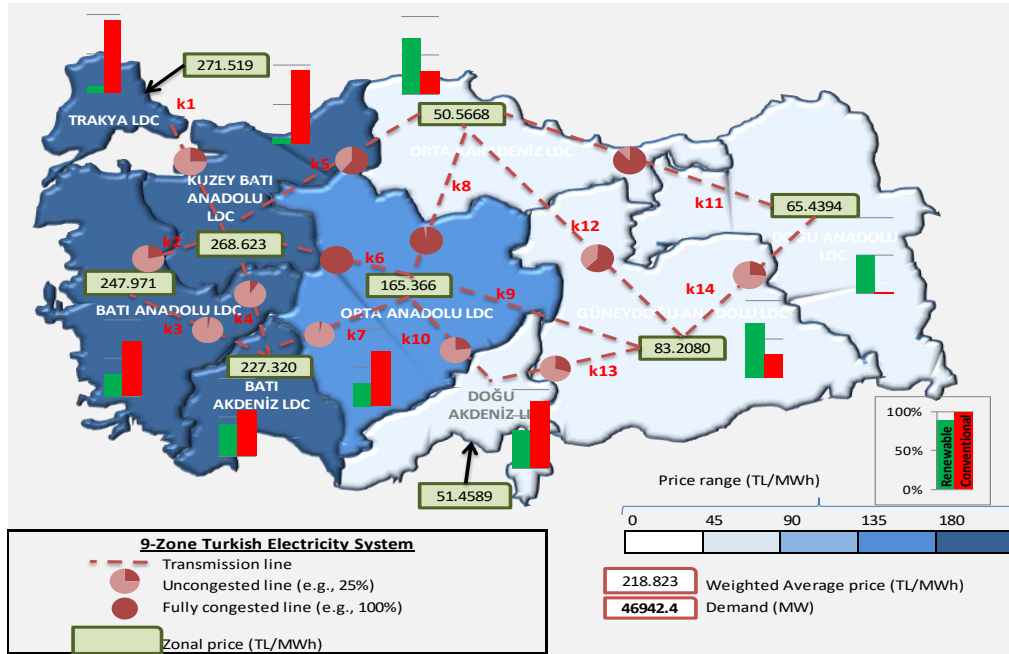 271.519
k1
TRAKYA LDC
50.5668
ORTA KARADENİZ LDC
k5
KUZEY BATI
ANADOLU
LDC
k8
k11
65.4394
k12
DOĞU ANADOLU
LDC
k2
268.623
k6
247.971
165.366
k14
BATI ANADOLU LDC
k4
k9
ORTA ANADOLU LDC
GÜNEYDOĞU ANADOLU LDC
k3
k7
k10
83.2080
227.320
k13
BATI
AKDENİZ LDC
DOĞU
AKDENİZ LDC
51.4589
100%
50%
0%
Renewable
Conventional
Price range (TL/MWh)
0 45 90 135 180
9-Zone Turkish Electricity System
Transmission line
Uncongested line (e.g., 25%)
Fully congested line (e.g., 100%)
Zonal price (TL/MWh)
218.823 Weighted Average price (TL/MWh)
46942.4 Demand (MW)